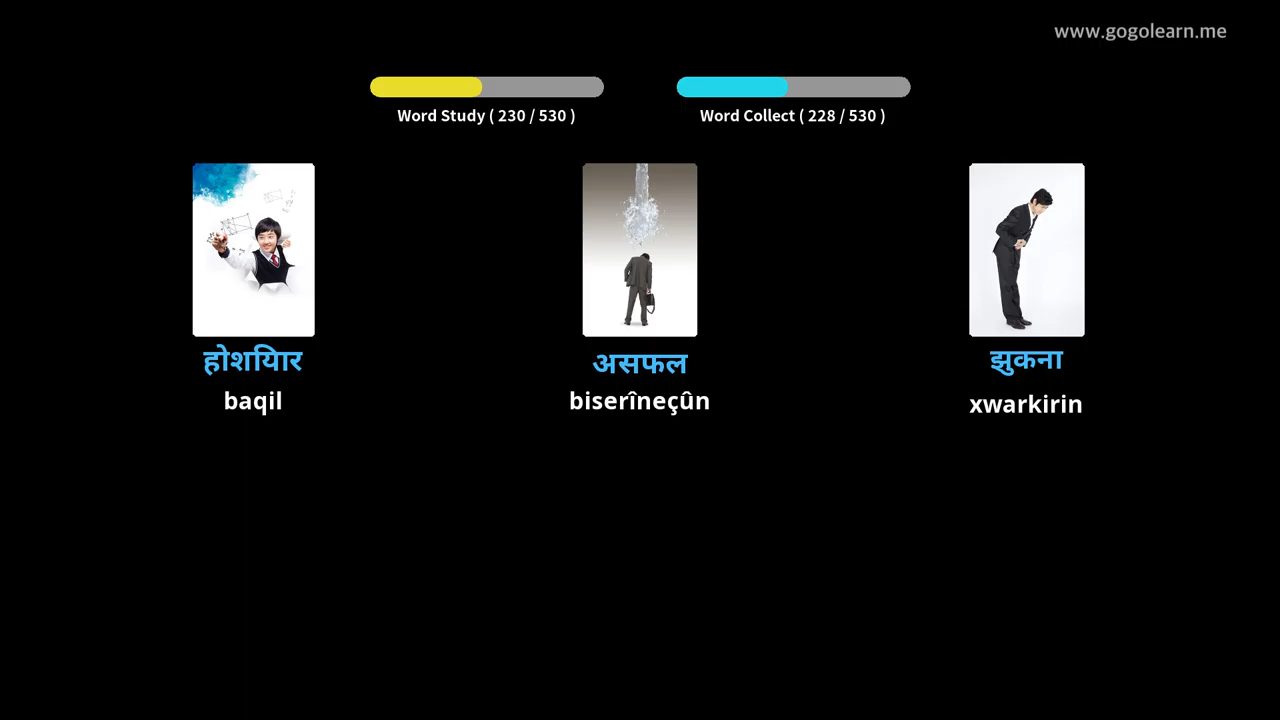 www.gogolearn.me
Word Study ( 230 / 530 )
Word Collect ( 228 / 530 )
होशियार
baqil
असफल
biserîneçûn
झुकना
xwarkirin